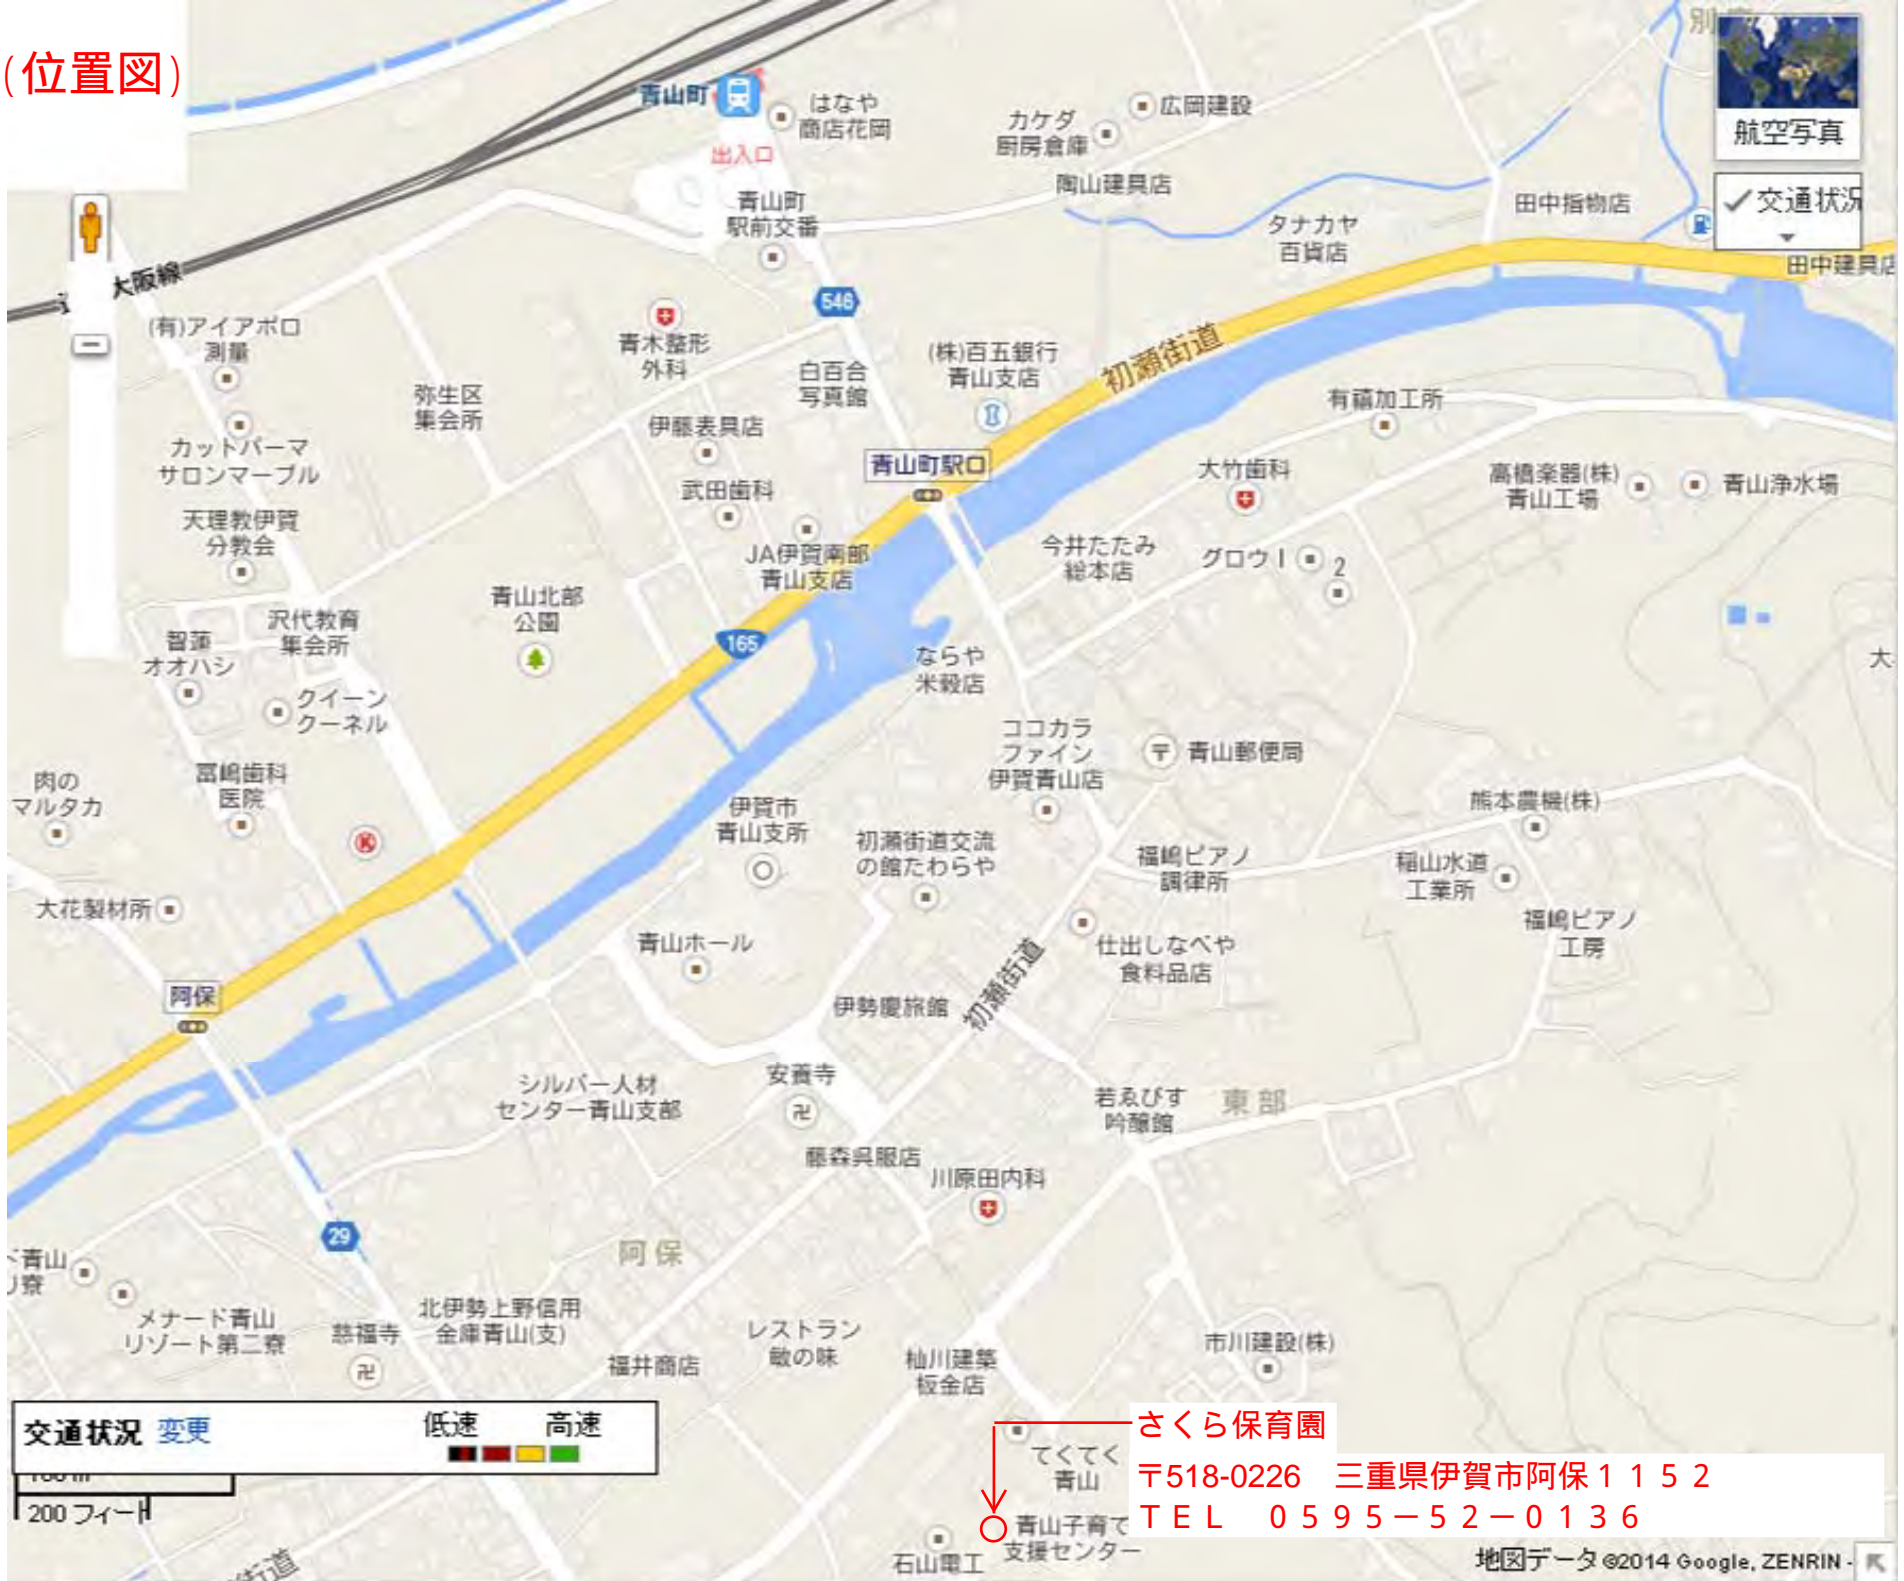 (位置図)
別府
青山町
はなや
商店花岡
出入口
カケダ
厨房倉庫
広岡建設
航空写真
陶山建具店
青山町
駅前交番
田中指物店
交通状況
タナカヤ
百貨店
田中建具店
大阪線
546
(有)アイアポロ
測量
青木整形
外科
白百合
写真館
(株)百五銀行
青山支店
初瀬街道
弥生区
集会所
有福加工所
伊藤表具店
カットパーマ
サロンマーブル
青山町駅口
大竹歯科
高橋楽器(株)
青山工場
青山浄水場
武田歯科
天理教伊賀
分教会
JA伊賀南部
青山支店
今井たたみ
総本店
グロウ1
2
青山北部
公園
沢代教育
集会所
智蓮
オオハシ
165
ならや
米穀店
クイーン
クーネル
ココカラ
ファイン
伊賀青山店
〒
青山郵便局
肉の
マルタカ
冨嶋歯科
医院
伊賀市
青山支所
初瀬街道交流
の館たわらや
熊本農機(株)
福嶋ピアノ
調律所
稲山水道
工業所
大花製材所
青山ホール
仕出しなべや
食料品店
福嶋ピアノ
工房
阿保
伊勢慶旅館
初瀬街道
シルバー人材
センター青山支部
安養寺
卍
若ゑびす
吟醸館
東部
藤森呉服店
川原田内科
29
阿保
ド青山
リ寮
メナード青山
リゾート第二寮
慈福寺
卍
北伊勢上野信用
金庫青山(支)
福井商店
レストラン
敏の味
杣川建築
板金店
市川建設(株)
交通状況 変更
低速 高速
200 フィート
さくら保育園
てくてく
青山
〒518-0226 三重県伊賀市阿保1152
TEL 0595-52-0136
青山子育て
支援センター
石山電工
街道
地図データ ©2014 Google, ZENRIN -